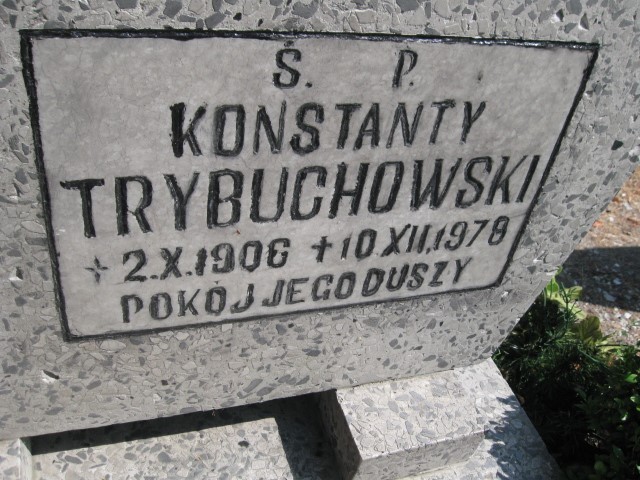 Ś. P.
KONSTANTY
TRYBUCHOWSKI
+ 2.X.1906 † 10 XII.1978
POKÓJ JEGO DUSZY